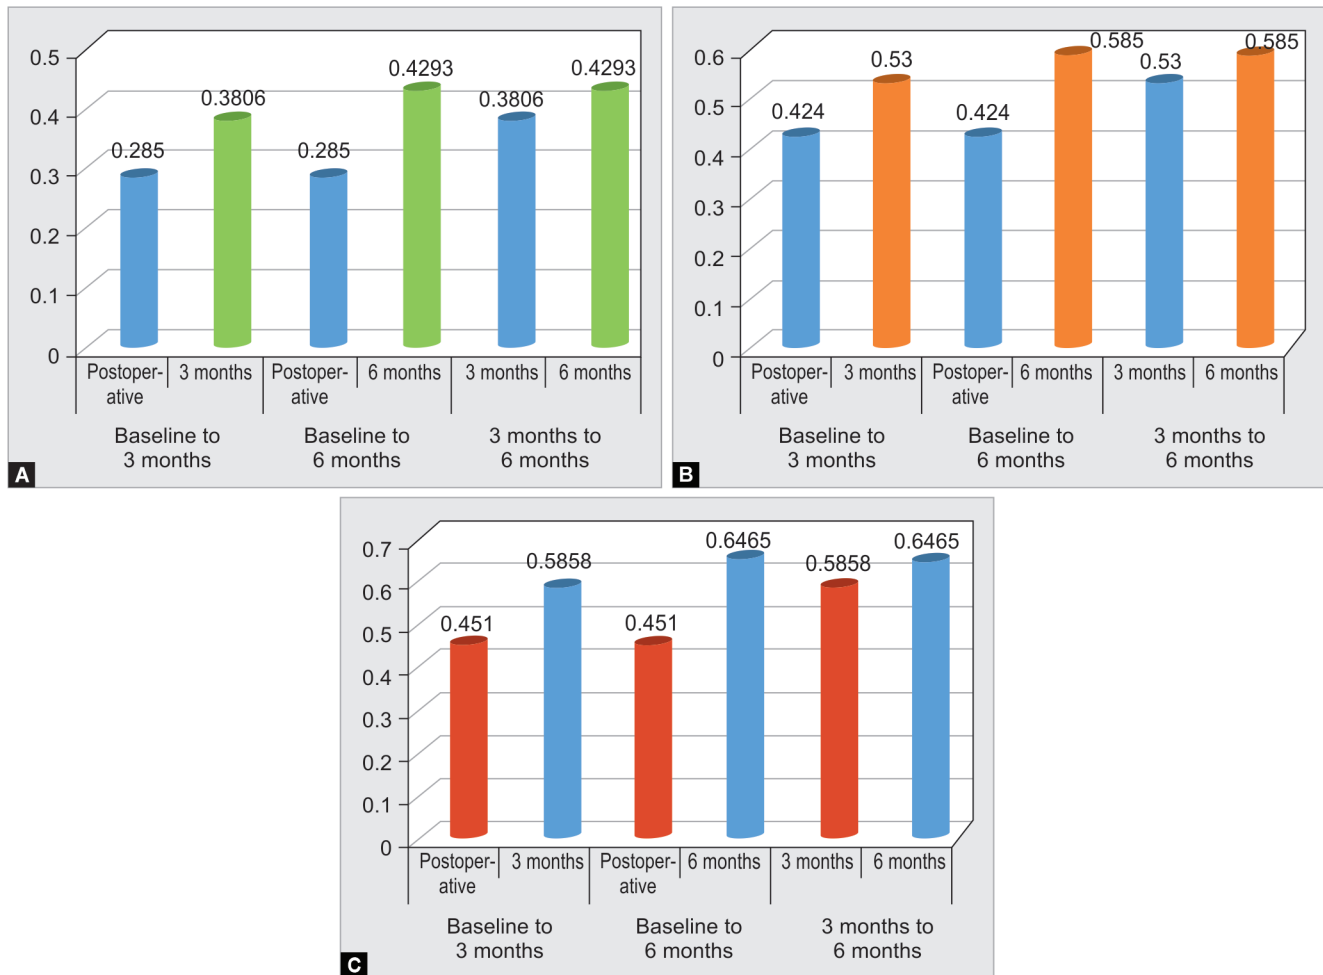 0.5
0.4
0.3
0.2
0.1
0
0.285
0.3806
0.285
0.4293
0.3806
0.4293
Postoper-
ative
3 months
Postoper-
ative
6 months
3 months
6 months
Baseline to
3 months
Baseline to
6 months
3 months to
6 months
A
0.6
0.5
0.4
0.3
0.2
0.1
0
0.424
0.53
0.424
0.585
0.53
0.585
Postoper-
ative
3 months
Postoper-
ative
6 months
3 months
6 months
Baseline to
3 months
Baseline to
6 months
3 months to
6 months
B
0.7
0.6
0.5
0.4
0.3
0.2
0.1
0
0.451
0.5858
0.451
0.6465
0.5858
0.6465
Postoper-
ative
3 months
Postoper-
ative
6 months
3 months
6 months
Baseline to
3 months
Baseline to
6 months
3 months to
6 months
C